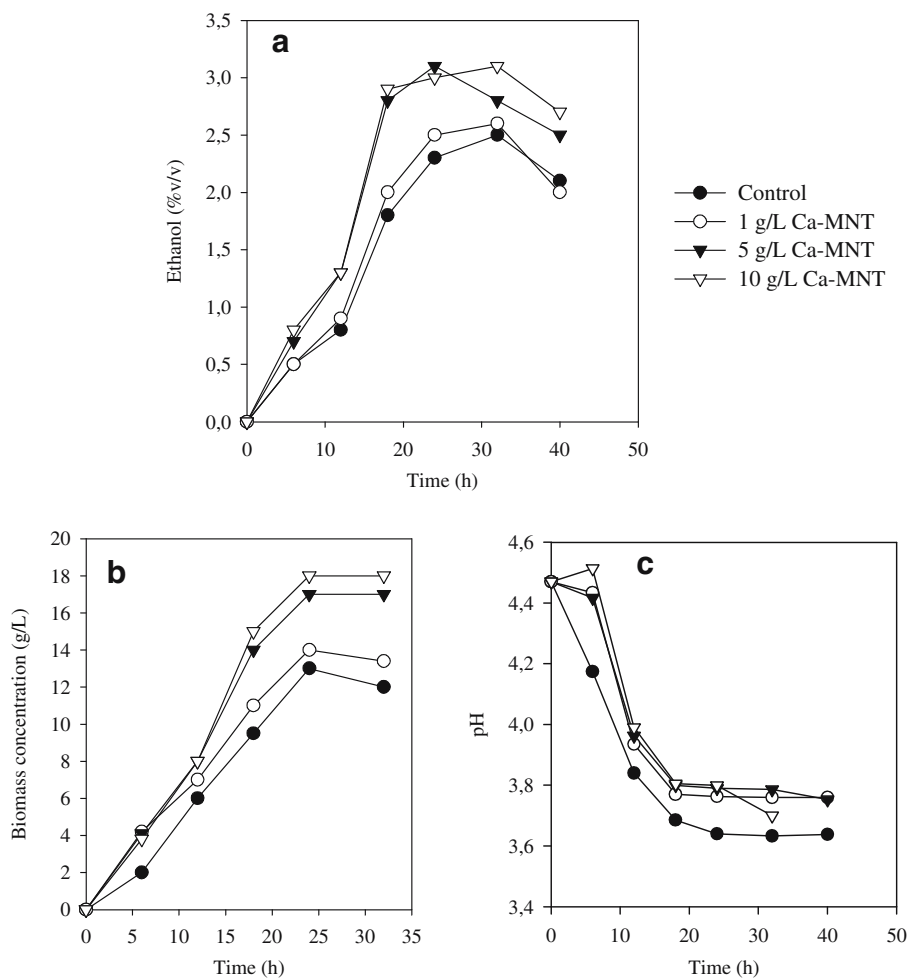 a
3,5
3,0
2,5
2,0
1,5
1,0
0,5
0,0
Ethanol (%v/v)
0 10 20 30 40 50
Time (h)
Control
1 g/L Ca-MNT
5 g/L Ca-MNT
10 g/L Ca-MNT
b
20
18
16
14
12
10
8
6
4
2
0
Biomass concentration (g/L)
0 5 10 15 20 25 30 35
Time (h)
c
4,6
4,4
4,2
4,0
3,8
3,6
3,4
pH
0 10 20 30 40 50
Time (h)